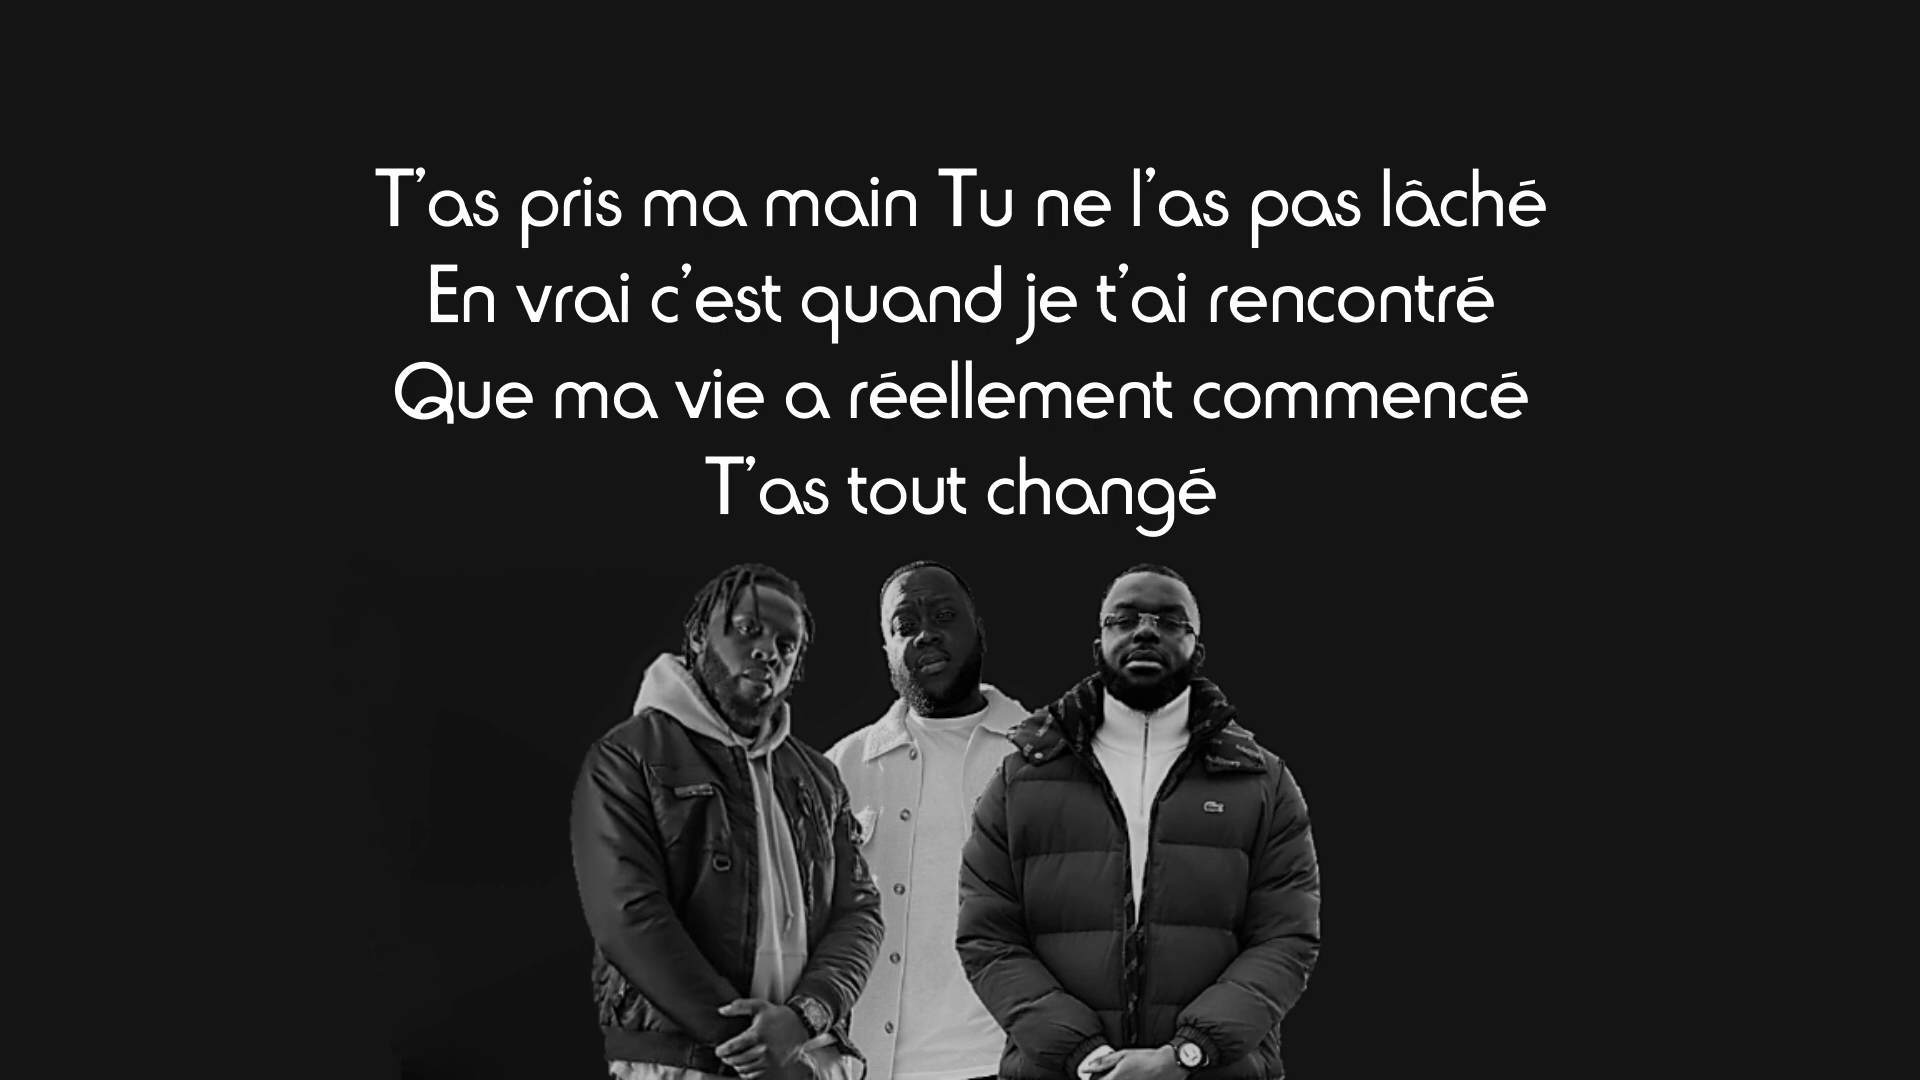 T'as pris ma main Tu ne l'as pas lâché
En vrai c'est quand je t'ai rencontré
Que ma vie a réellement commencé
T'as tout changé